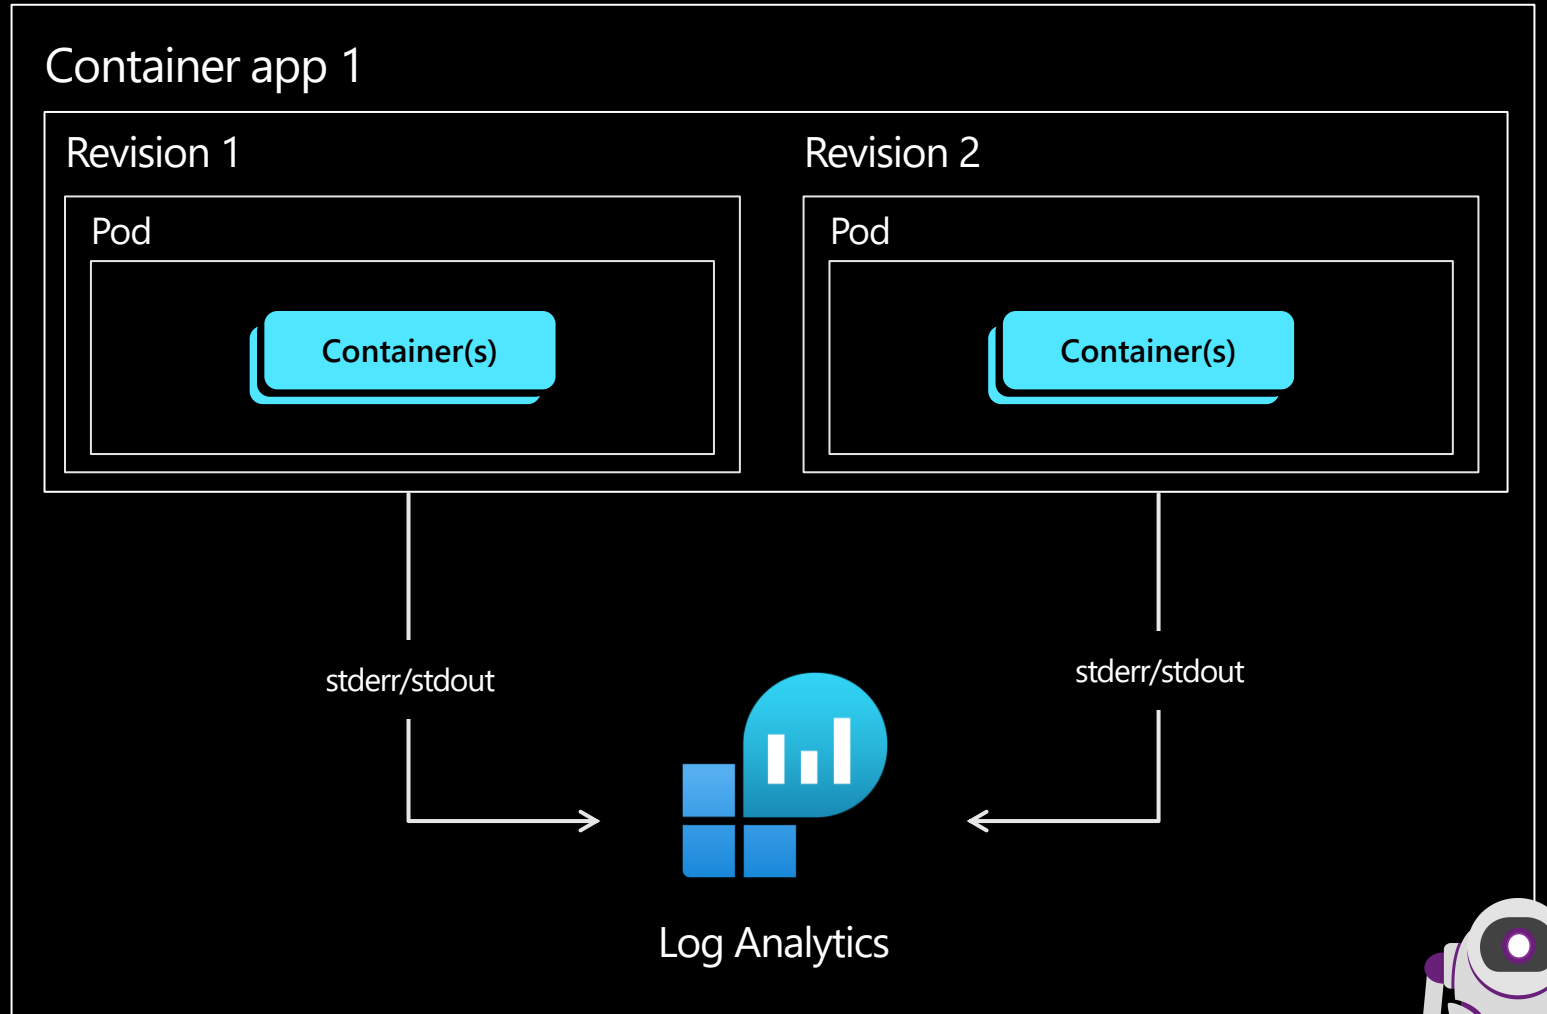 Container app 1
Revision 1
Revision 2
Pod
Pod
Container(s)
Container(s)
stderr/stdout
stderr/stdout
Log Analytics